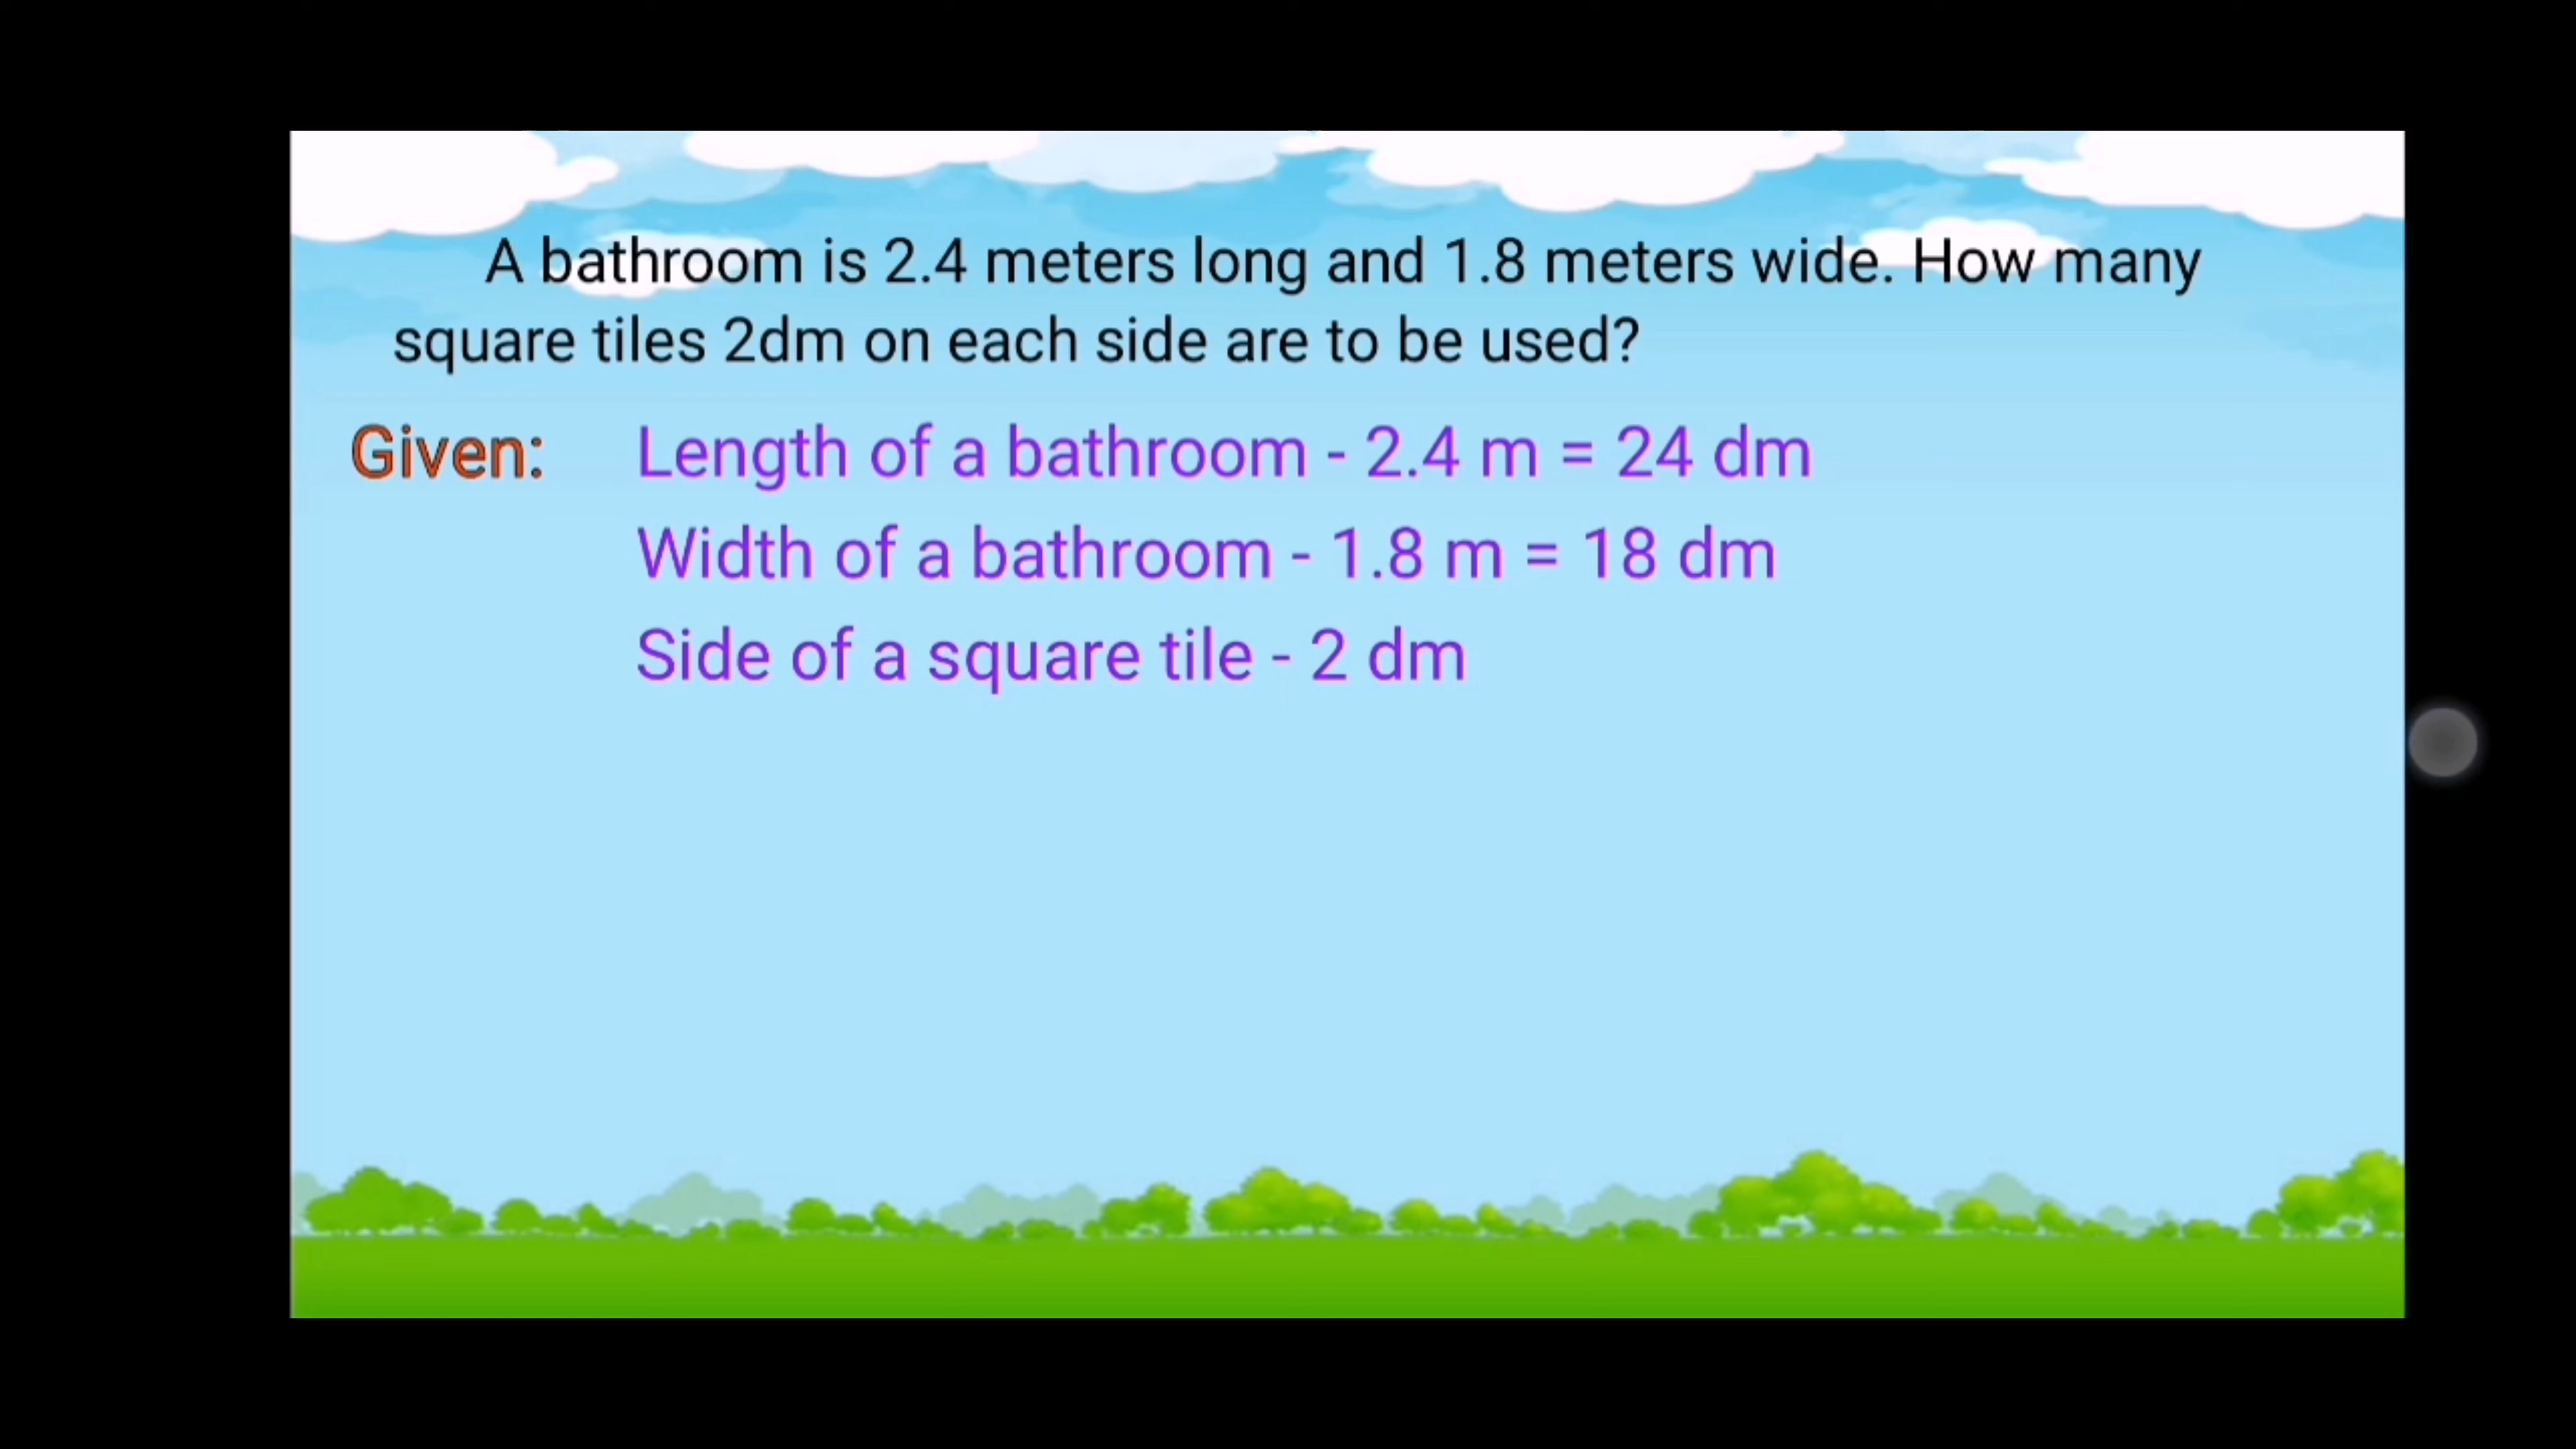 A bathroom is 2.4 meters long and 1.8 meters wide. How many
square tiles 2dm on each side are to be used?
Given: Length of a bathroom - 2.4 m = 24 dm
Width of a bathroom - 1.8 m = 18 dm
Side of a square tile - 2 dm